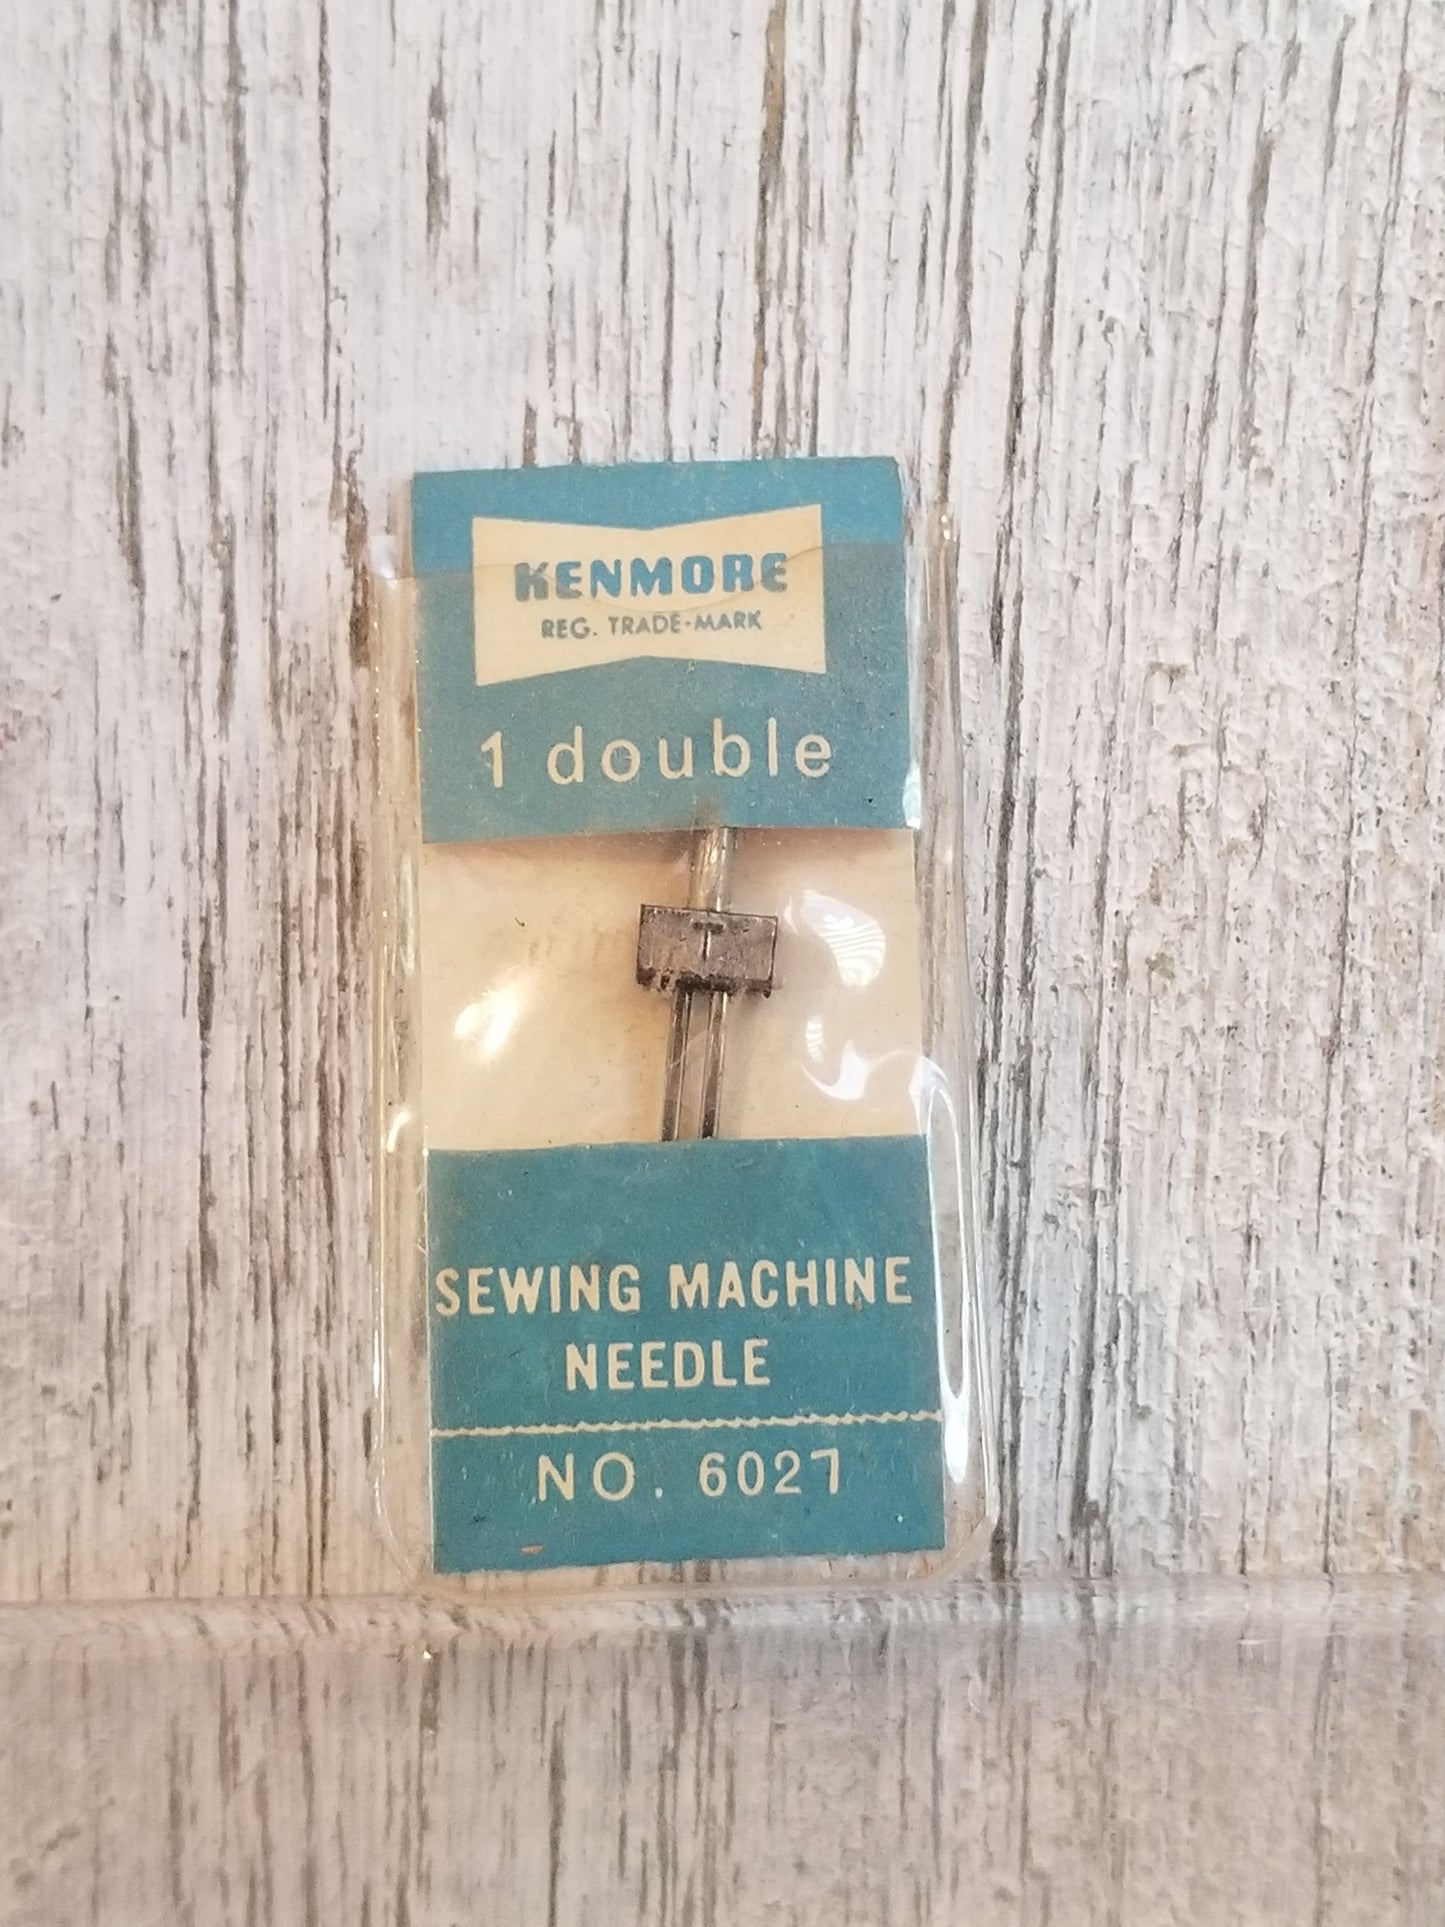 KENMORE
REG. TRADE-MARK
1 double
SEWING MACHINE
NEEDLE
NO. 6027